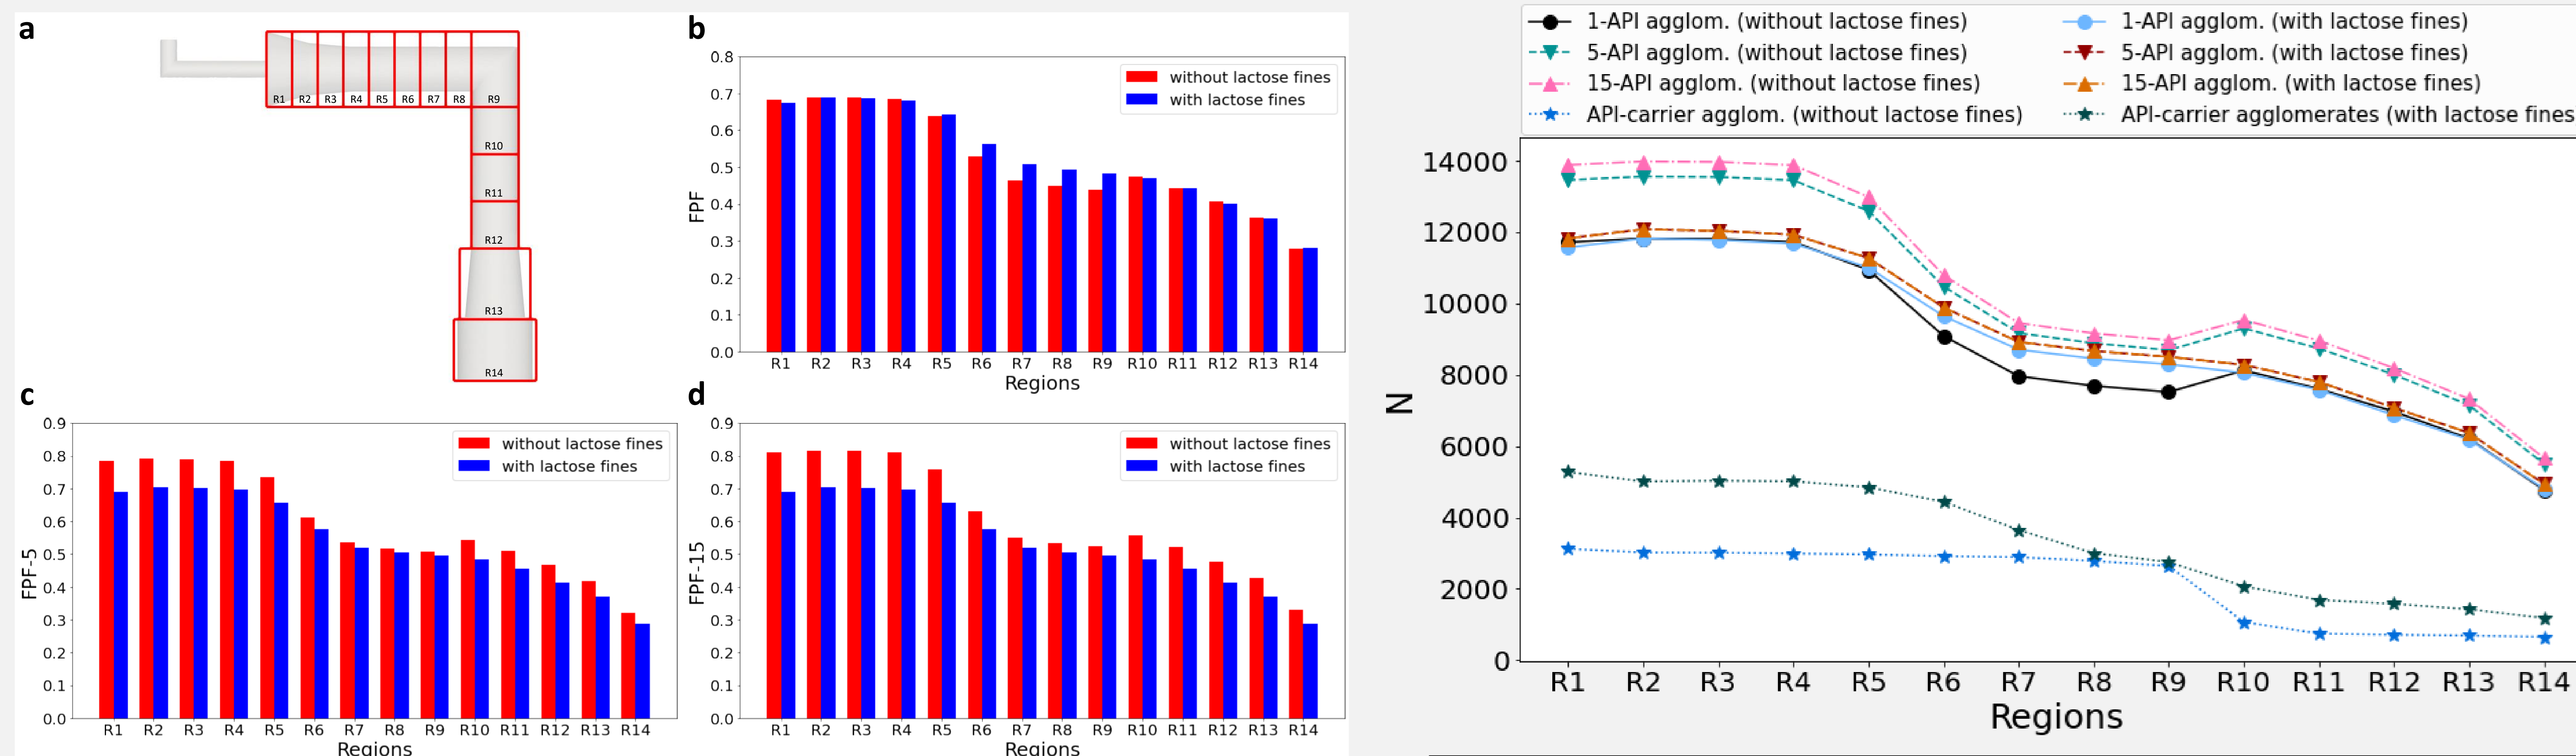 a
R1 R2 R3 R4 R5 R6 R7 R8 R9
R10
R11
R12
R13
R14
b
0.8
0.7
0.6
0.5
0.4
0.3
0.2
0.1
0.0
FPF
without lactose fines
with lactose fines
R1 R2 R3 R4 R5 R6 R7 R8 R9 R10 R11 R12 R13 R14
Regions
c
0.9
0.8
0.7
0.6
0.5
0.4
0.3
0.2
0.1
0.0
FPF-5
without lactose fines
with lactose fines
R1 R2 R3 R4 R5 R6 R7 R8 R9 R10 R11 R12 R13 R14
Regions
d
0.9
0.8
0.7
0.6
0.5
0.4
0.3
0.2
0.1
0.0
FPF-15
without lactose fines
with lactose fines
R1 R2 R3 R4 R5 R6 R7 R8 R9 R10 R11 R12 R13 R14
Regions
1-API agglom. (without lactose fines)
5-API agglom. (without lactose fines)
15-API agglom. (without lactose fines)
API-carrier agglom. (without lactose fines)
1-API agglom. (with lactose fines)
5-API agglom. (with lactose fines)
15-API agglom. (with lactose fines)
API-carrier agglomerates (with lactose fines
14000
12000
10000
8000
6000
4000
2000
0
N
R1 R2 R3 R4 R5 R6 R7 R8 R9 R10 R11 R12 R13 R14
Regions